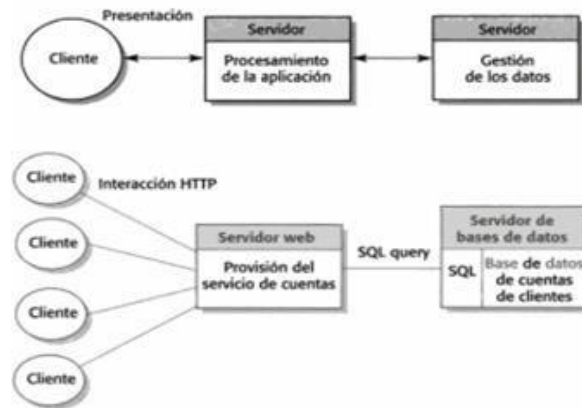 Presentación
Cliente
Servidor
Procesamiento
de la aplicación
Servidor
Gestión
de los datos
Cliente
Interacción HTTP
Cliente
Cliente
Cliente
Servidor web
Provisión del
servicio de cuentas
SQL query
Servidor de
bases de datos
SQL
Base de datos
de cuentas
de clientes